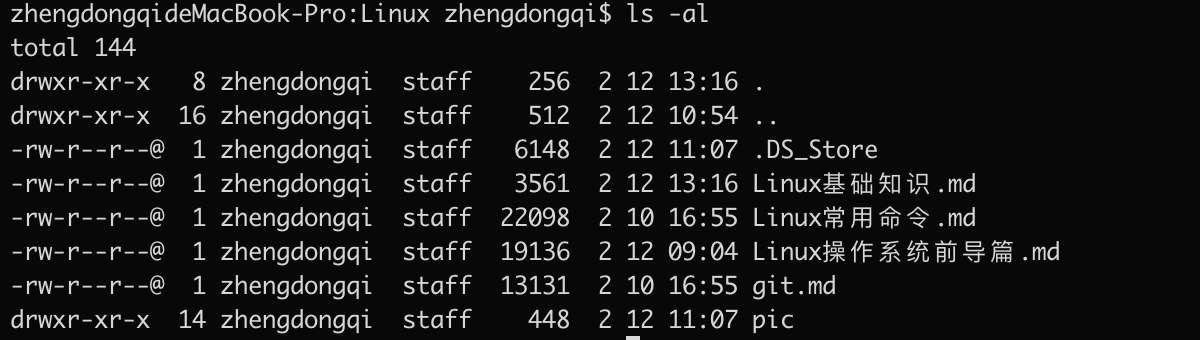 zhengdongqideMacBook-Pro:Linux zhengdongqi$ ls -al
total 144
drwxr-xr-x   8 zhengdongqi  staff    256  2 12 13:16 .
drwxr-xr-x  16 zhengdongqi  staff    512  2 12 10:54 ..
-rw-r--r--@  1 zhengdongqi  staff   6148  2 12 11:07 .DS_Store
-rw-r--r--@  1 zhengdongqi  staff   3561  2 12 13:16 Linux基础知识.md
-rw-r--r--@  1 zhengdongqi  staff  22098  2 10 16:55 Linux常用命令.md
-rw-r--r--@  1 zhengdongqi  staff  19136  2 12 09:04 Linux操作系统前导篇.md
-rw-r--r--@  1 zhengdongqi  staff  13131  2 10 16:55 git.md
drwxr-xr-x  14 zhengdongqi  staff    448  2 12 11:07 pic